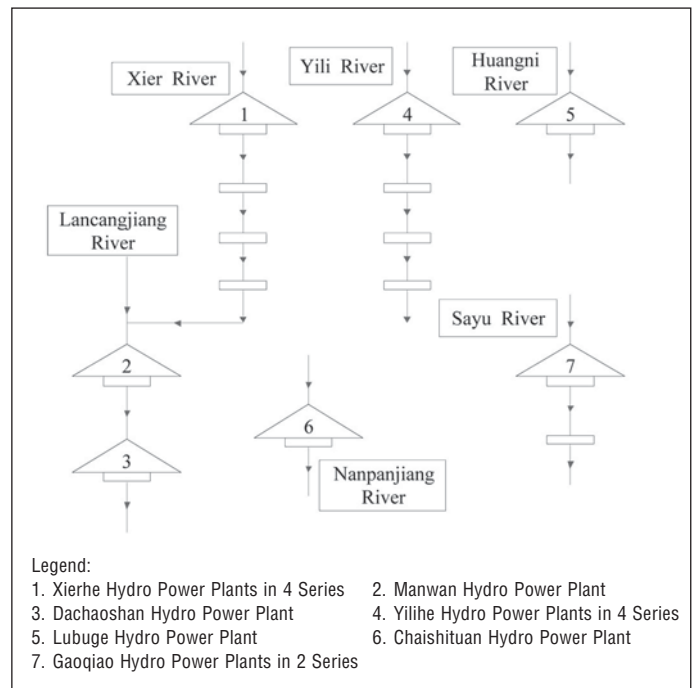 Xier River
Yili River
Huangni
River
1
4
5
Lancangjiang
River
Sayu River
2
7
6
3
Nanpanjiang
River
Legend:
1. Xierhe Hydro Power Plants in 4 Series
2. Manwan Hydro Power Plant
3. Dachaoshan Hydro Power Plant
4. Yilihe Hydro Power Plants in 4 Series
5. Lubuge Hydro Power Plant
6. Chaishituan Hydro Power Plant
7. Gaoqiao Hydro Power Plants in 2 Series